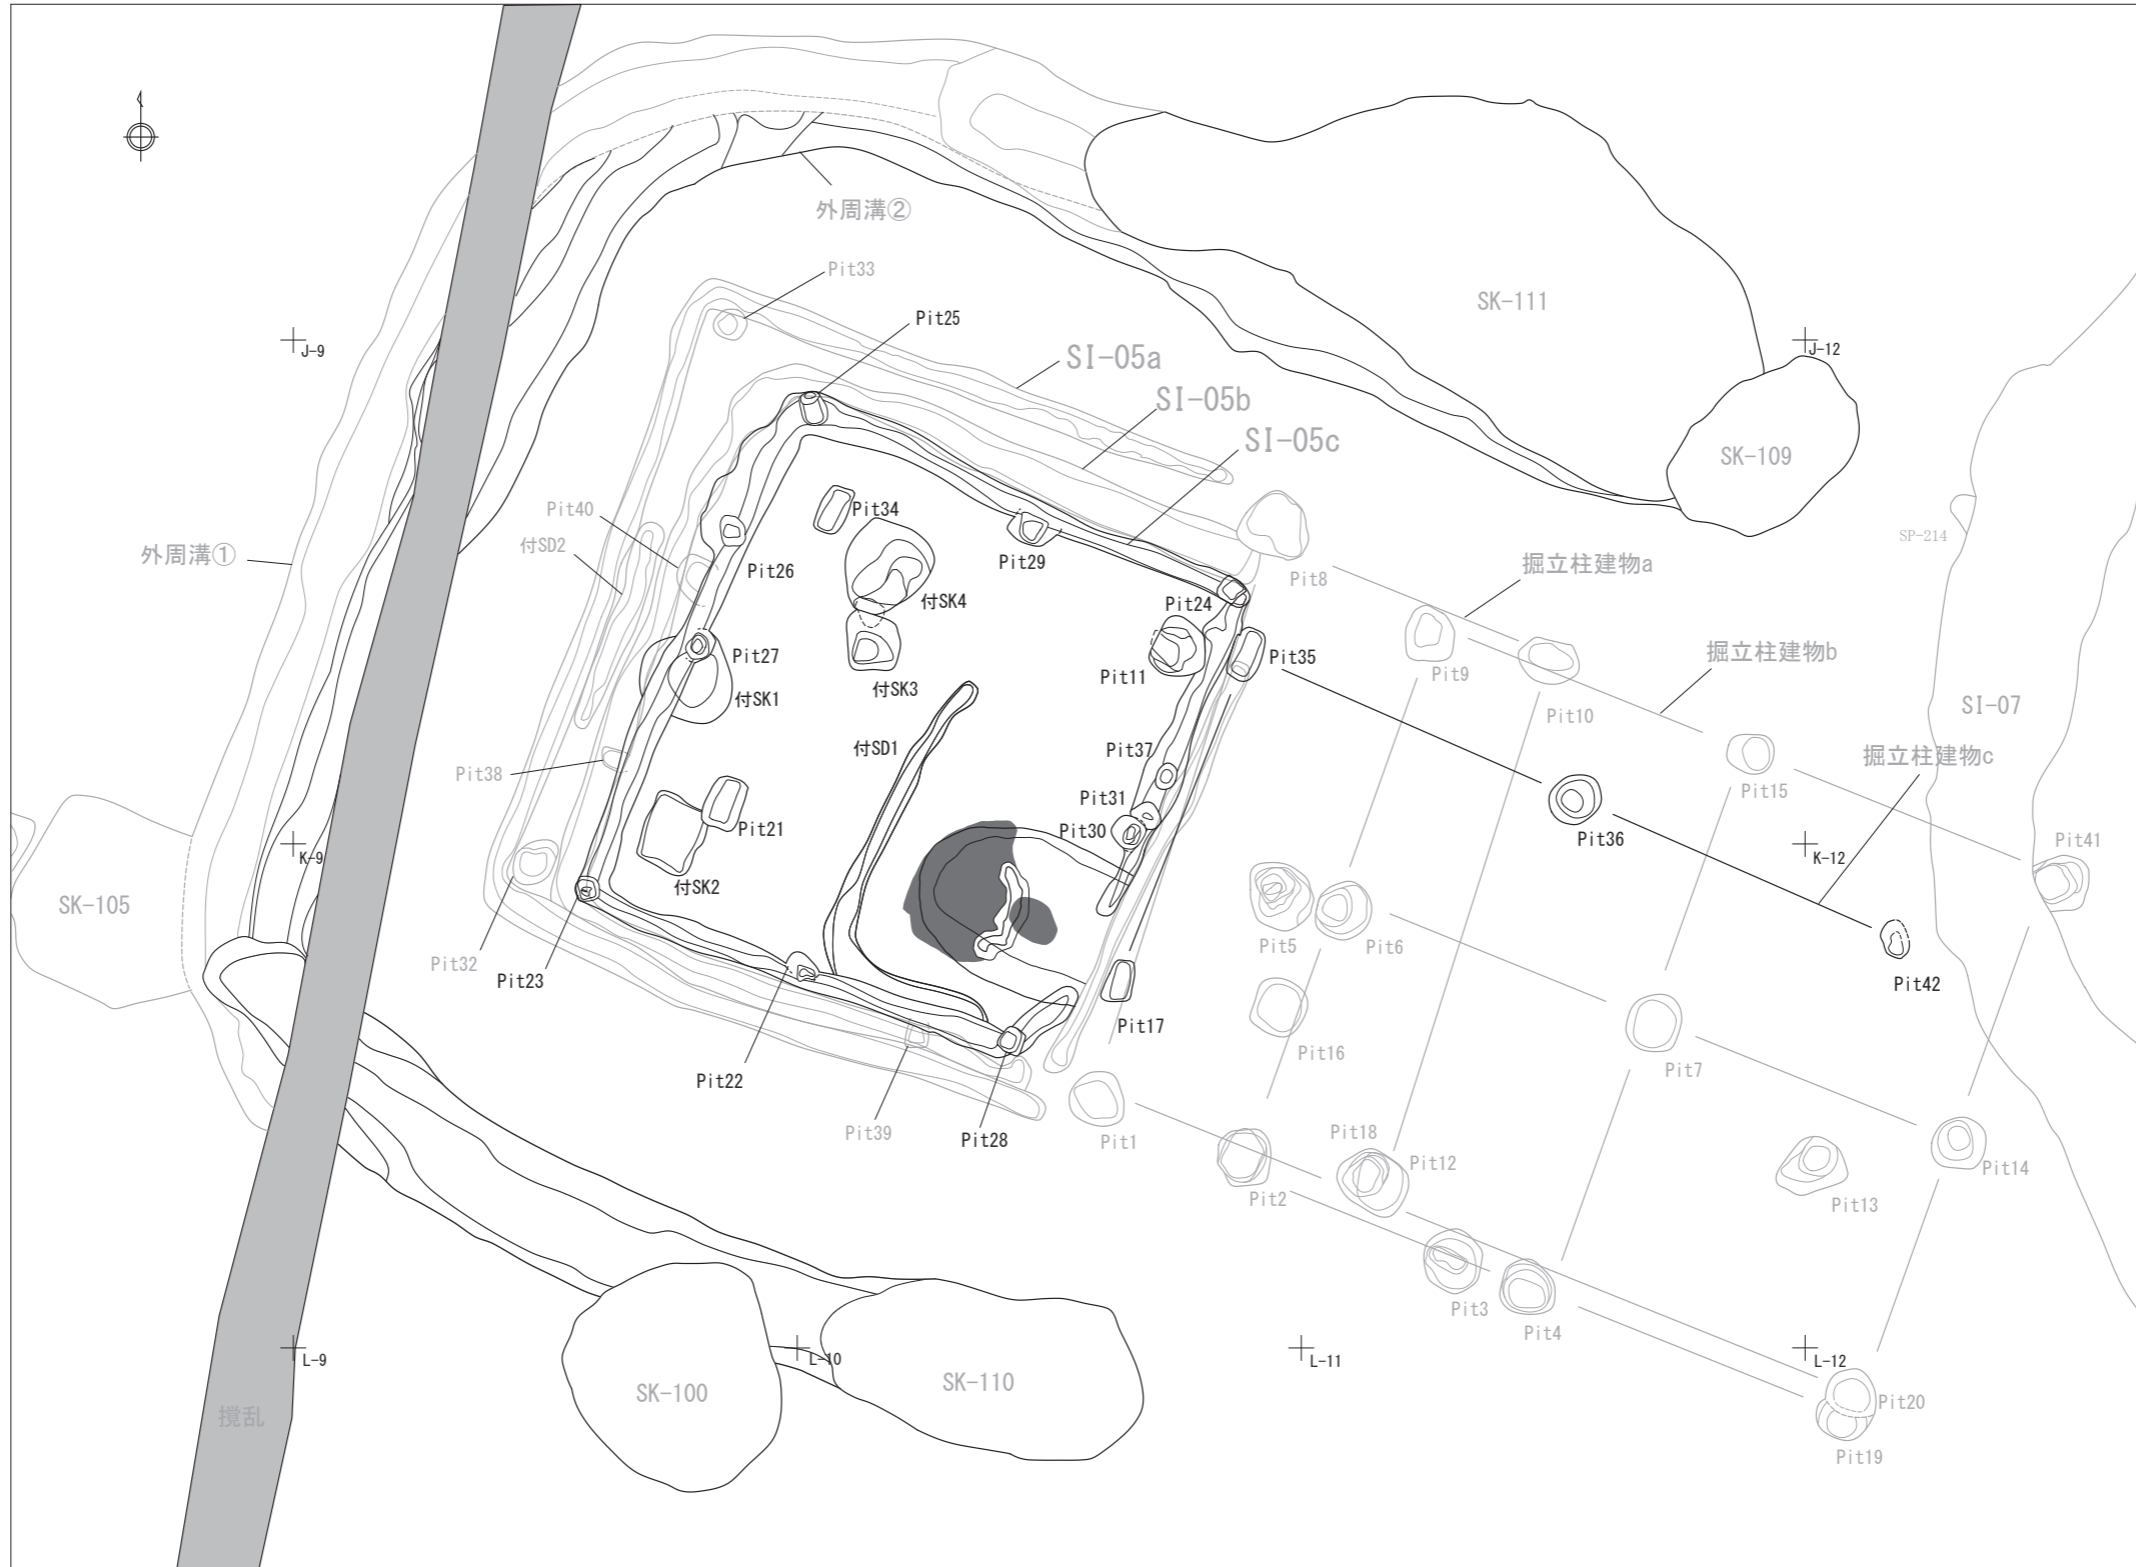 外周溝②
Pit33
Pit25
SK-111
J-9
SI-05a
J-12
SI-05b
SI-05c
SK-109
Pit40
Pit34
付SD2
SP-214
外周溝①
Pit29
掘立柱建物a
Pit26
Pit8
付SK4
Pit24
Pit27
Pit35
掘立柱建物b
Pit11
Pit9
付SK3
付SK1
SI-07
Pit10
付SD1
Pit37
掘立柱建物c
Pit38
Pit15
Pit31
Pit21
Pit30
Pit36
Pit41
K-9
K-12
付SK2
SK-105
Pit5
Pit6
Pit32
Pit23
Pit42
Pit17
Pit16
Pit7
Pit22
Pit39
Pit28
Pit1
Pit18
Pit12
Pit14
Pit2
Pit13
Pit3
Pit4
L-9
L-10
L-11
L-12
SK-100
SK-110
Pit20
撹乱
Pit19